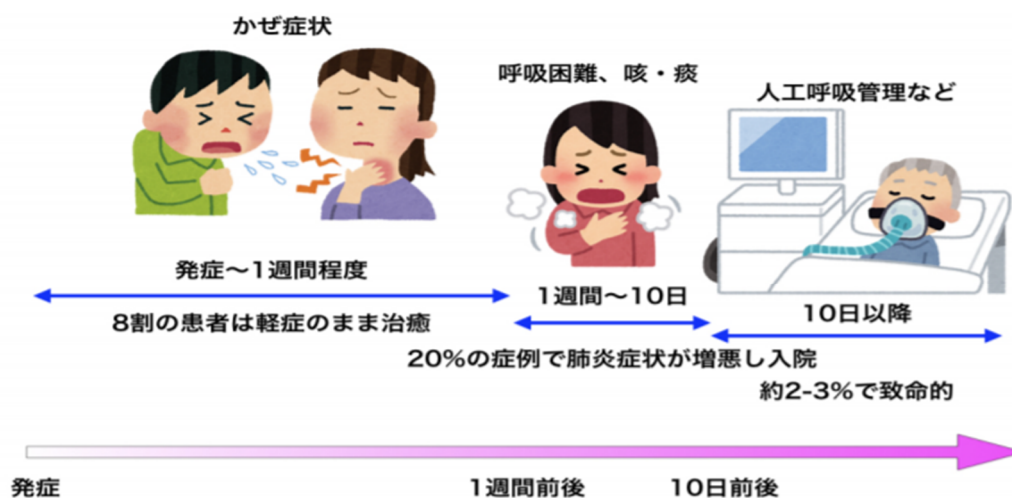 かぜ症状
呼吸困難、咳・痰
人工呼吸管理など
発症〜1週間程度
8割の患者は軽症のまま治癒
1週間〜10日
10日以降
20%の症例で肺炎症状が増悪し入院
約2-3%で致命的
発症
1週間前後
10日前後